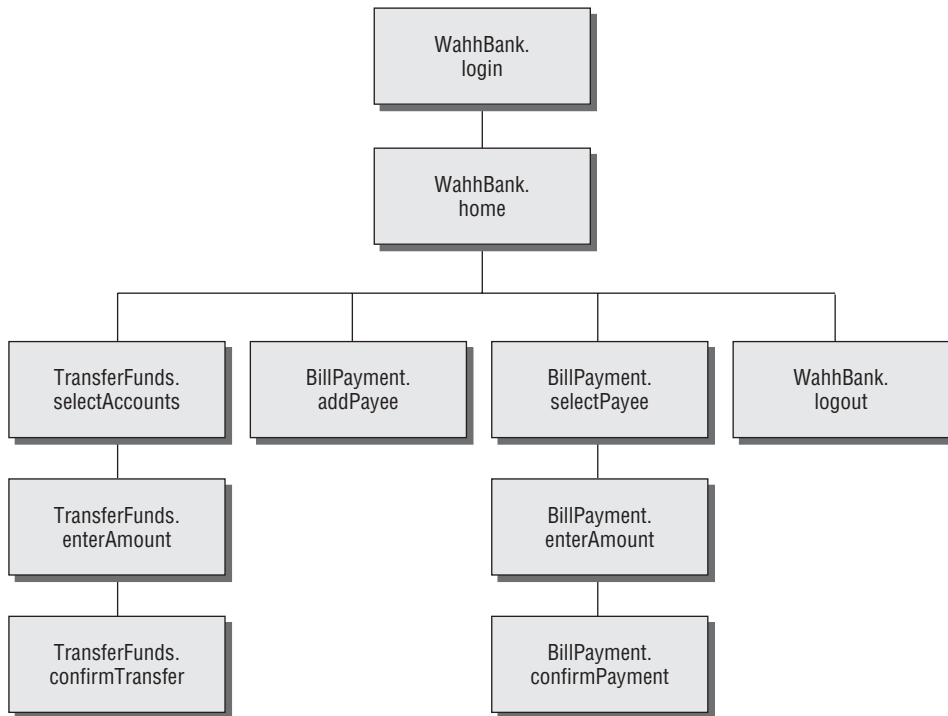 WahhBank.
login
WahhBank.
home
TransferFunds.
selectAccounts
BillPayment.
addPayee
BillPayment.
selectPayee
WahhBank.
logout
TransferFunds.
enterAmount
BillPayment.
enterAmount
TransferFunds.
confirmTransfer
BillPayment.
confirmPayment